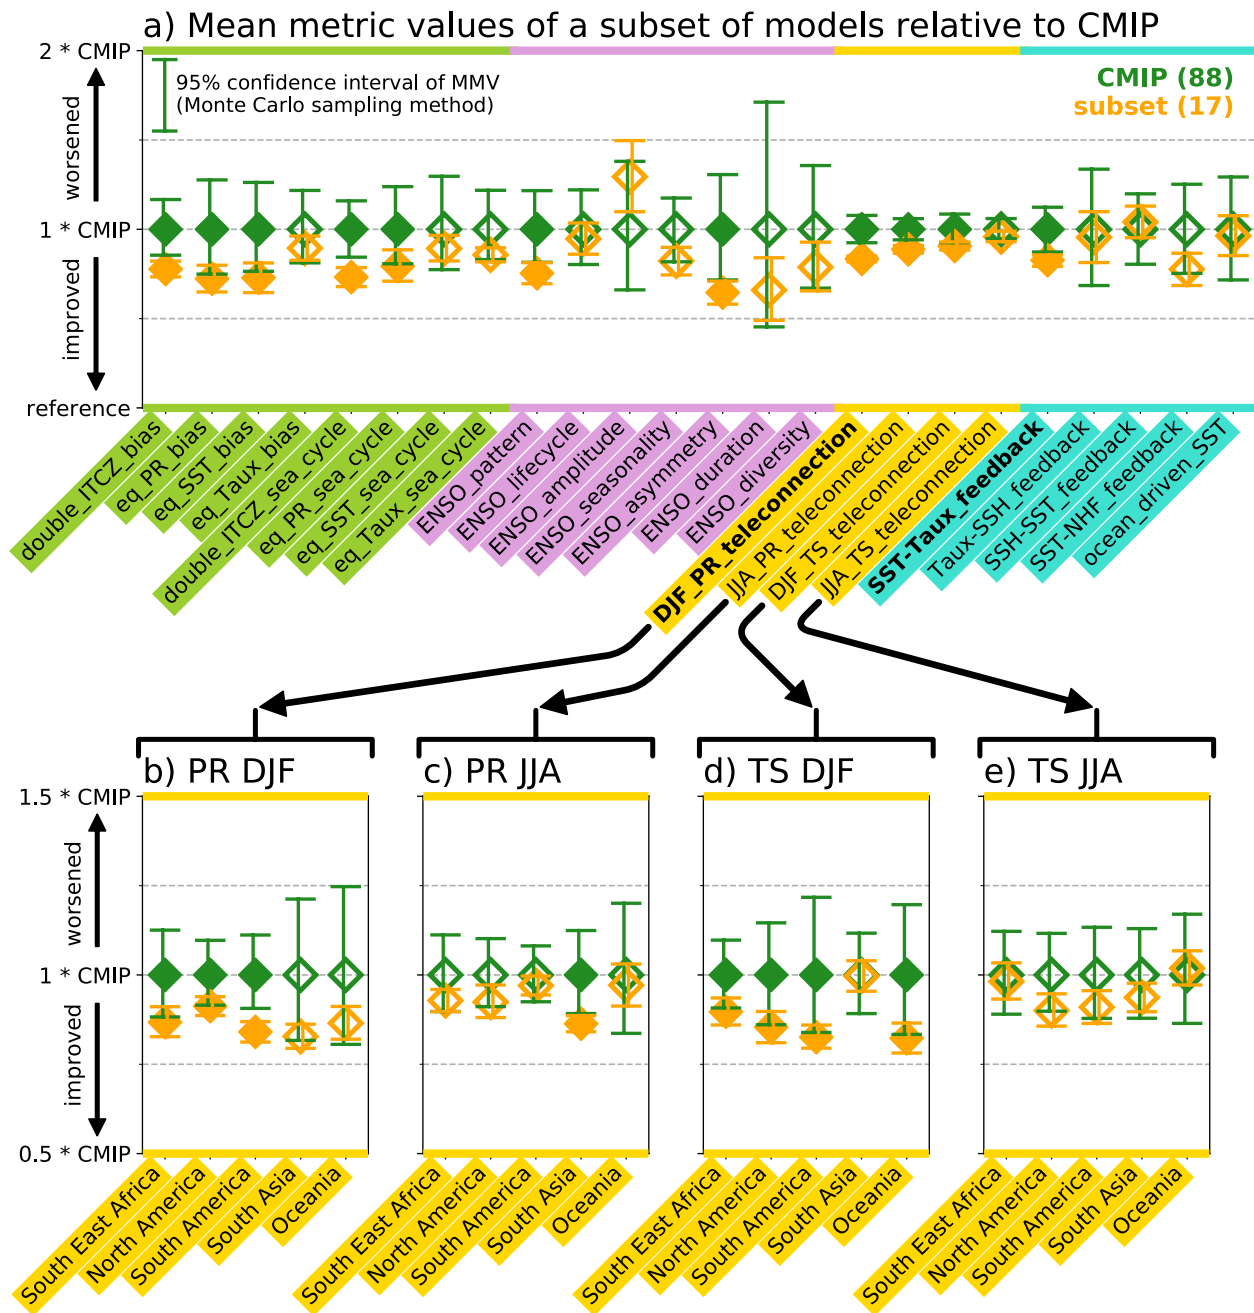 a) Mean metric values of a subset of models relative to CMIP
2 * CMIP
95% confidence interval of MMV
(Monte Carlo sampling method)
CMIP (88)
subset (17)
worsened
1 * CMIP
improved
reference
double_ITCZ_bias
eq_PR_bias
eq_SST_bias
eq_Taux_bias
double_ITCZ_sea_cycle
eq_PR_sea_cycle
eq_SST_sea_cycle
eq_Taux_sea_cycle
ENSO_pattern
ENSO_lifecycle
ENSO_amplitude
ENSO_seasonality
ENSO_asymmetry
ENSO_duration
ENSO_diversity
DJF_PR_teleconnection
JJA_PR_teleconnection
DJF_TS_teleconnection
JJA_TS_teleconnection
SST-Taux_feedback
Taux-SSH_feedback
SSH-SST_feedback
SST-NHF_feedback
ocean_driven_SST
b) PR DJF
c) PR JJA
d) TS DJF
e) TS JJA
1.5 * CMIP
worsened
1 * CMIP
improved
0.5 * CMIP
South East Africa
North America
South America
South Asia
Oceania
South East Africa
North America
South America
South Asia
Oceania
South East Africa
North America
South America
South Asia
Oceania
South East Africa
North America
South America
South Asia
Oceania